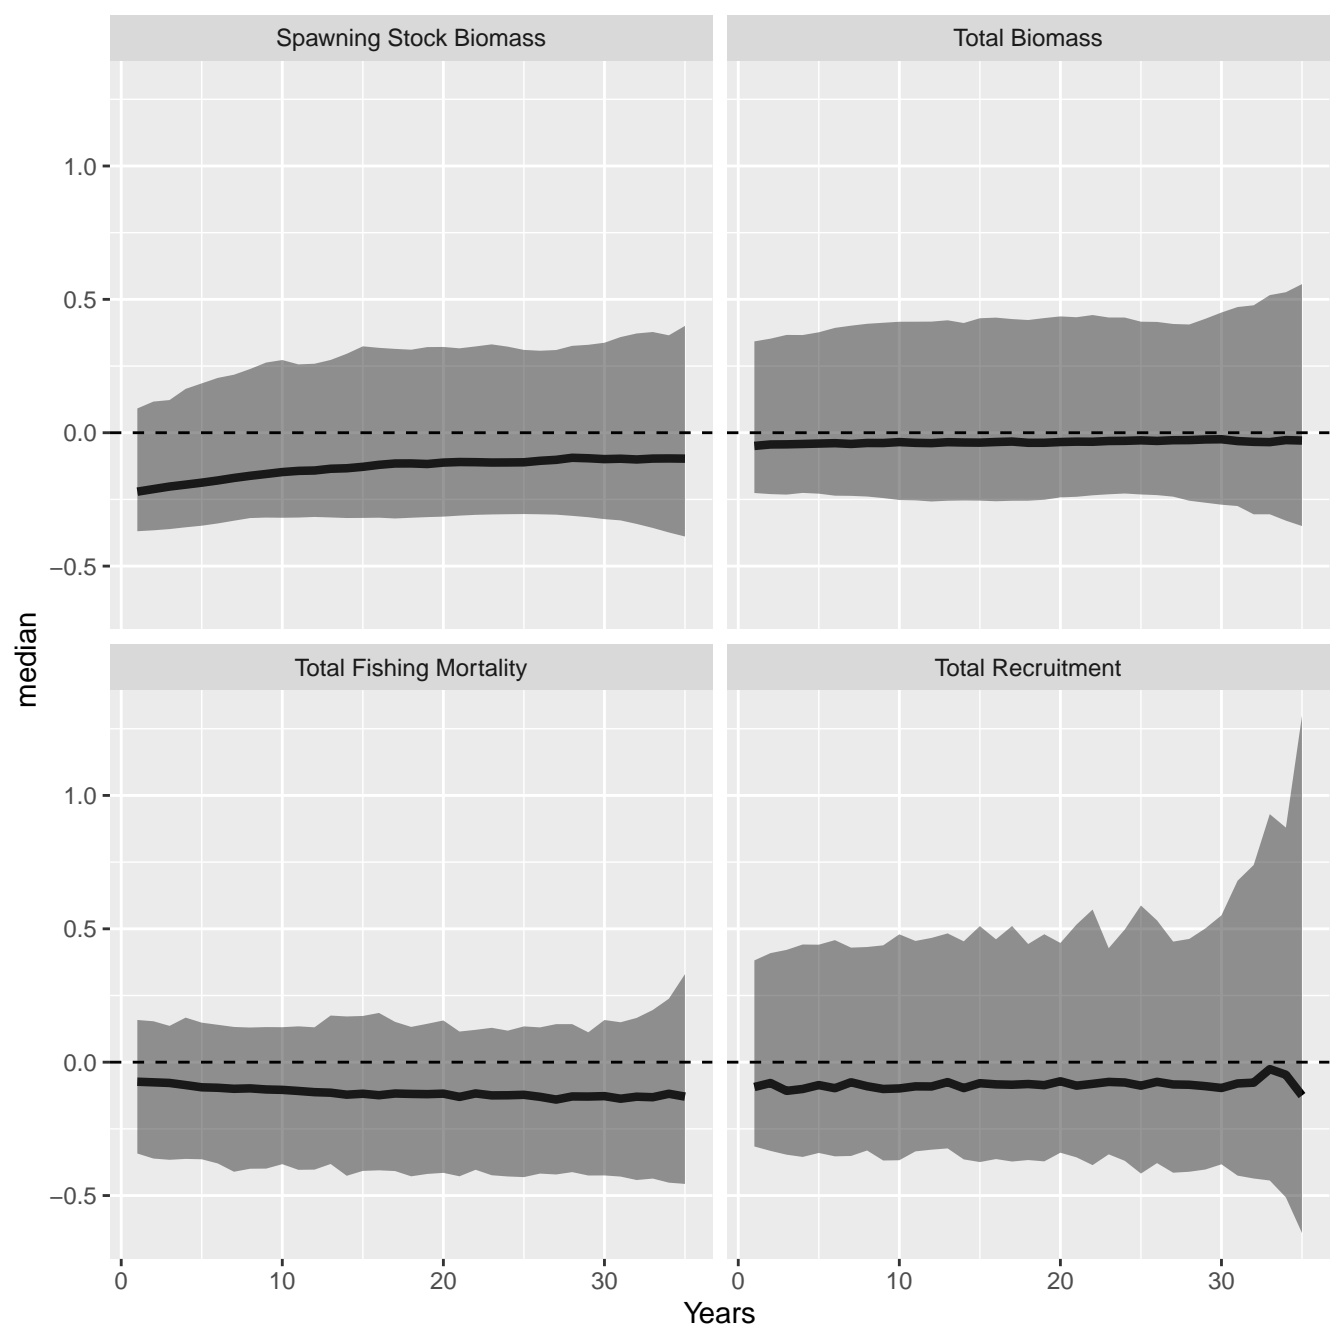 Spawning Stock Biomass
Total Biomass
1.0
0.5
0.0
−0.5
Total Fishing Mortality
Total Recruitment
1.0
0.5
0.0
−0.5
0 10 20 30
0 10 20 30
Years
median